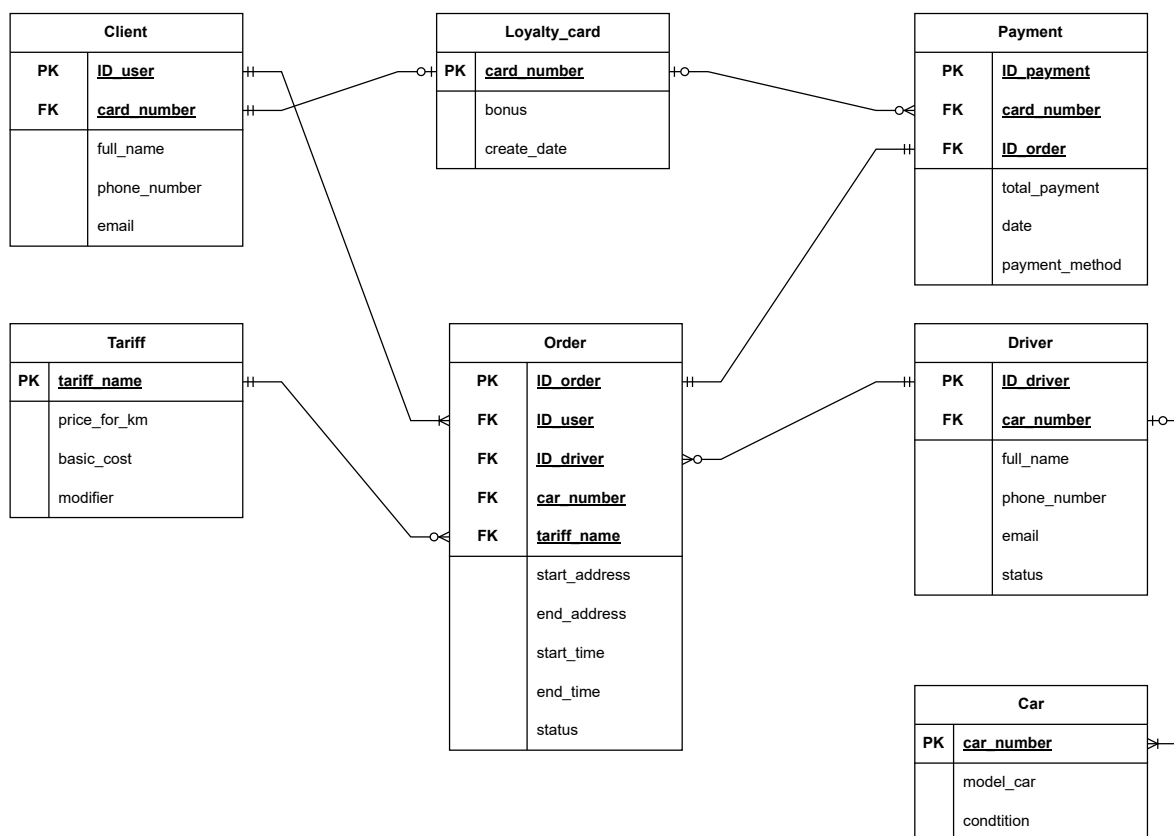 Client
PK ID_user
FK card_number
full_name
phone_number
email
Loyalty_card
PK card_number
bonus
create_date
Payment
PK ID_payment
FK card_number
FK ID_order
total_payment
date
payment_method
Tariff
PK tariff_name
price_for_km
basic_cost
modifier
Order
PK ID_order
FK ID_user
FK ID_driver
FK car_number
FK tariff_name
start_address
end_address
start_time
end_time
status
Driver
PK ID_driver
FK car_number
full_name
phone_number
email
status
Car
PK car_number
model_car
condtition